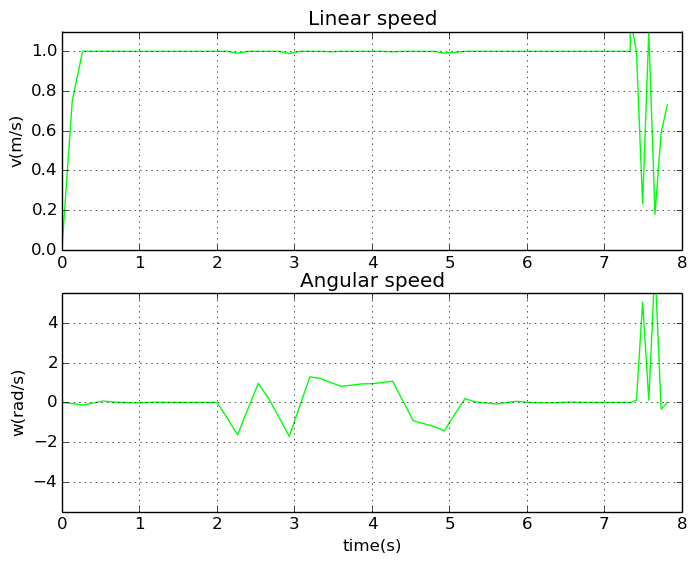 Linear speed
1.0
0.8
0.6
0.4
0.2
0.0
v(m/s)
0 1 2 3 4 5 6 7 8
Angular speed
4
2
0
−2
−4
w(rad/s)
0 1 2 3 4 5 6 7 8
time(s)